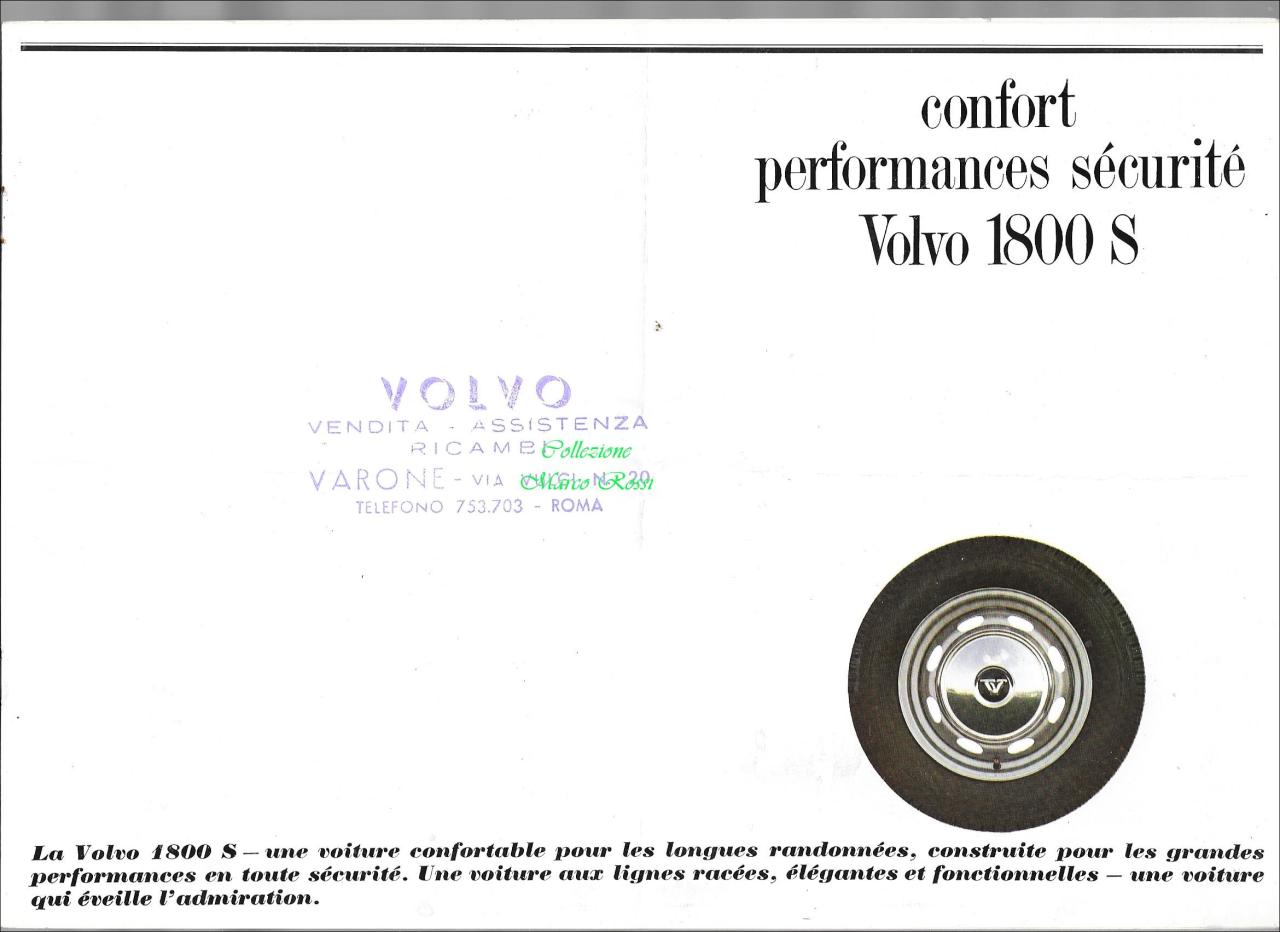 confort
performances sécurité
Volvo 1800 S
VOLVO
VENDITA - ASSISTENZA
RICAMBI
VARONE - VIA N. 20
TELEFONO 753.703 - ROMA
Collezione
Marco Rossi
La Volvo 1800 S – une voiture confortable pour les longues randonnées, construite pour les grandes
performances en toute sécurité. Une voiture aux lignes racées, élégantes et fonctionnelles – une voiture
qui éveille l'admiration.